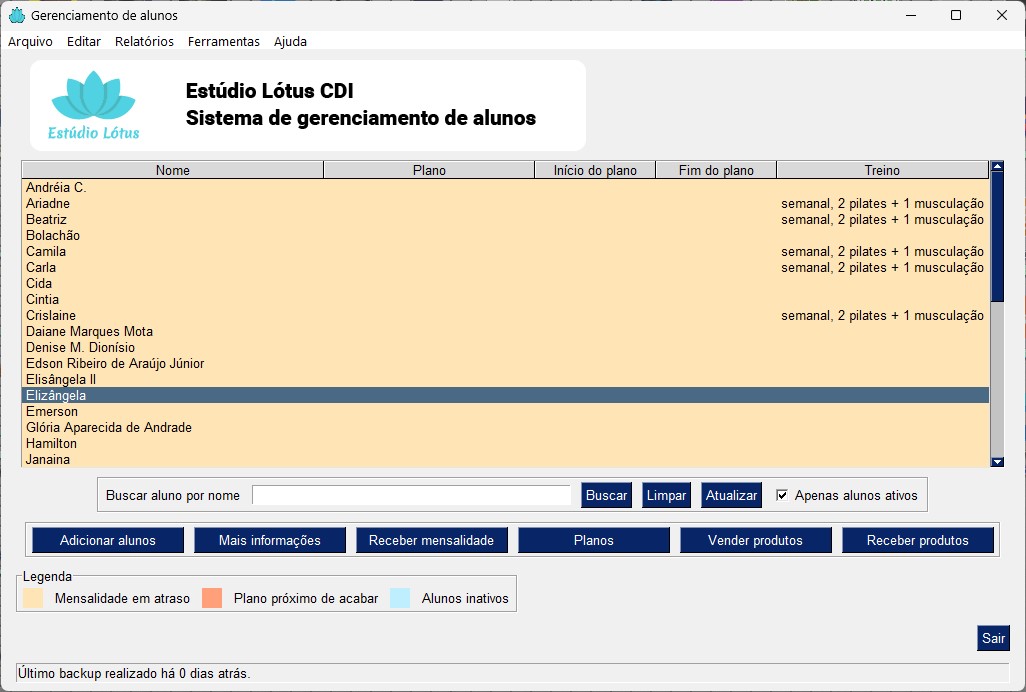 Gerenciamento de alunos
Arquivo Editar Relatórios Ferramentas Ajuda
Estúdio Lótus
Estúdio Lótus CDI
Sistema de gerenciamento de alunos
Nome Plano Início do plano Fim do plano Treino
Andréia C.
Ariadne semanal, 2 pilates + 1 musculação
Beatriz semanal, 2 pilates + 1 musculação
Bolachão
Camila semanal, 2 pilates + 1 musculação
Carla semanal, 2 pilates + 1 musculação
Cida
Cintia
Crislaine semanal, 2 pilates + 1 musculação
Daiane Marques Mota
Denise M. Dionísio
Edson Ribeiro de Araújo Júnior
Elisângela II
Elizângela
Emerson
Glória Aparecida de Andrade
Hamilton
Janaina
Buscar aluno por nome Buscar Limpar Atualizar Apenas alunos ativos
Adicionar alunos Mais informações Receber mensalidade Planos Vender produtos Receber produtos
Legenda
Mensalidade em atraso Plano próximo de acabar Alunos inativos
Sair
Último backup realizado há 0 dias atrás.